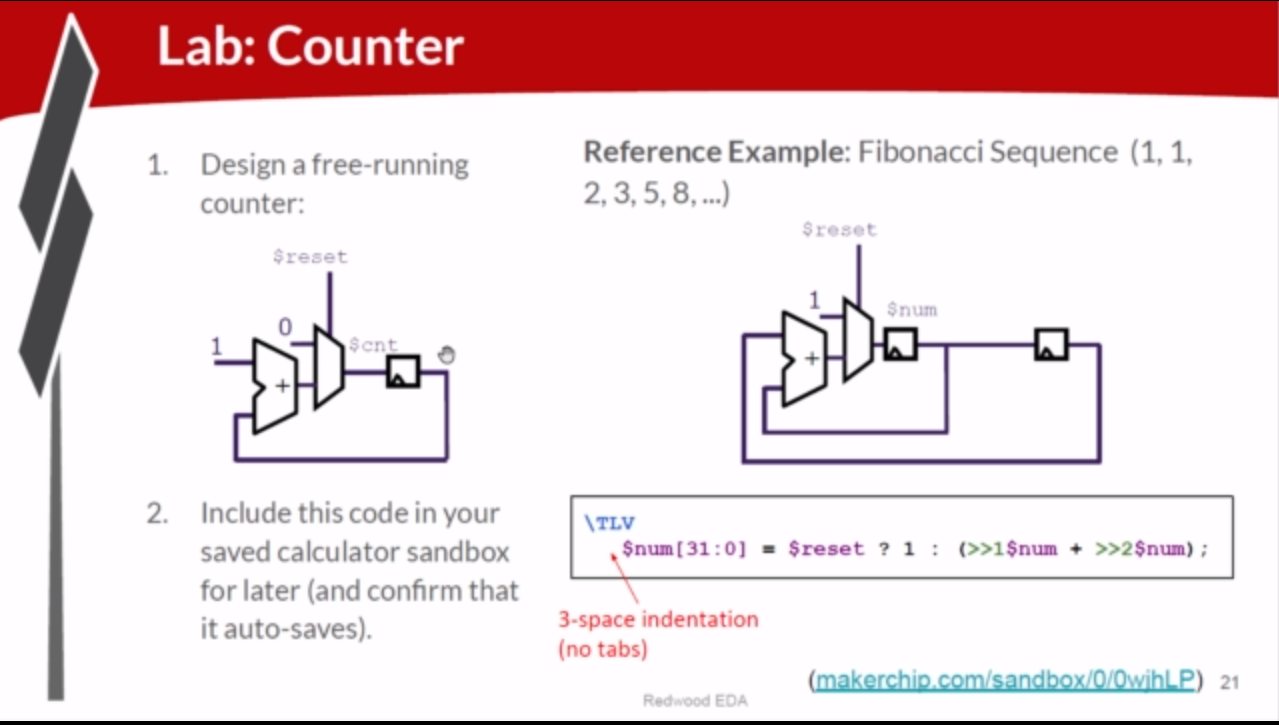 Lab: Counter
1. Design a free-running
counter:
$reset
0
1
$cnt
+
2. Include this code in your
saved calculator sandbox
for later (and confirm that
it auto-saves).
Reference Example: Fibonacci Sequence (1, 1,
2, 3, 5, 8, ...)
$reset
1
$num
+
\TLV
$num[31:0] = $reset ? 1 : (>>1$num + >>2$num);
3-space indentation
(no tabs)
(makerchip.com/sandbox/0/0wjhLP)
21
Redwood EDA